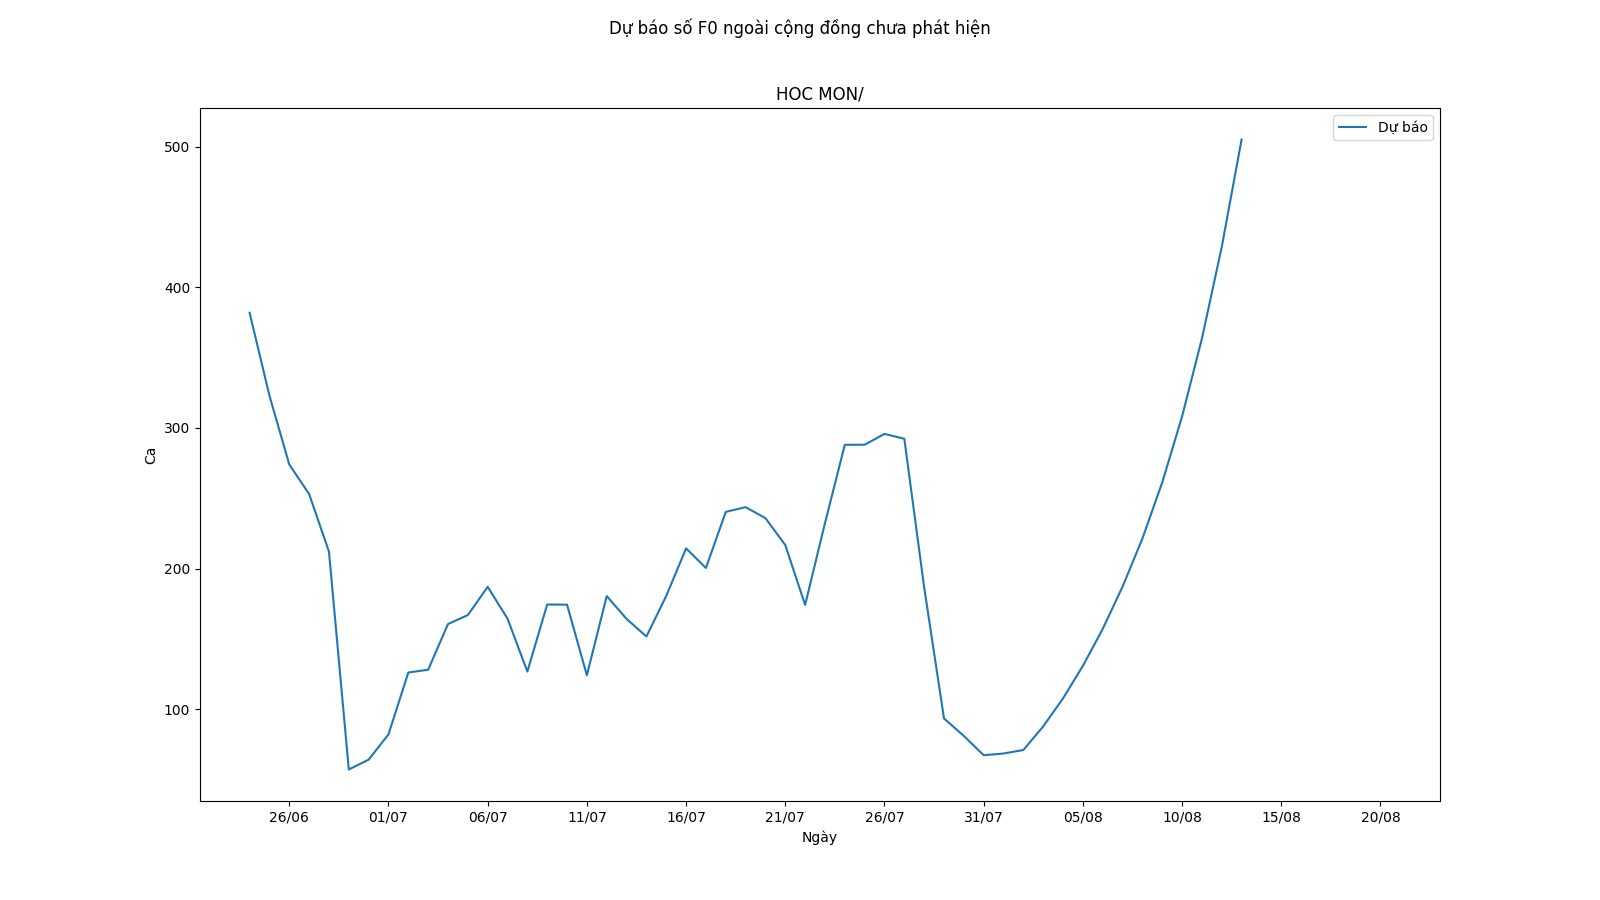 Dự báo số F0 ngoài cộng đồng chưa phát hiện
HOC MON/
Dự báo
500
400
300
200
100
Ca
26/06 01/07 06/07 11/07 16/07 21/07 26/07 31/07 05/08 10/08 15/08 20/08
Ngày